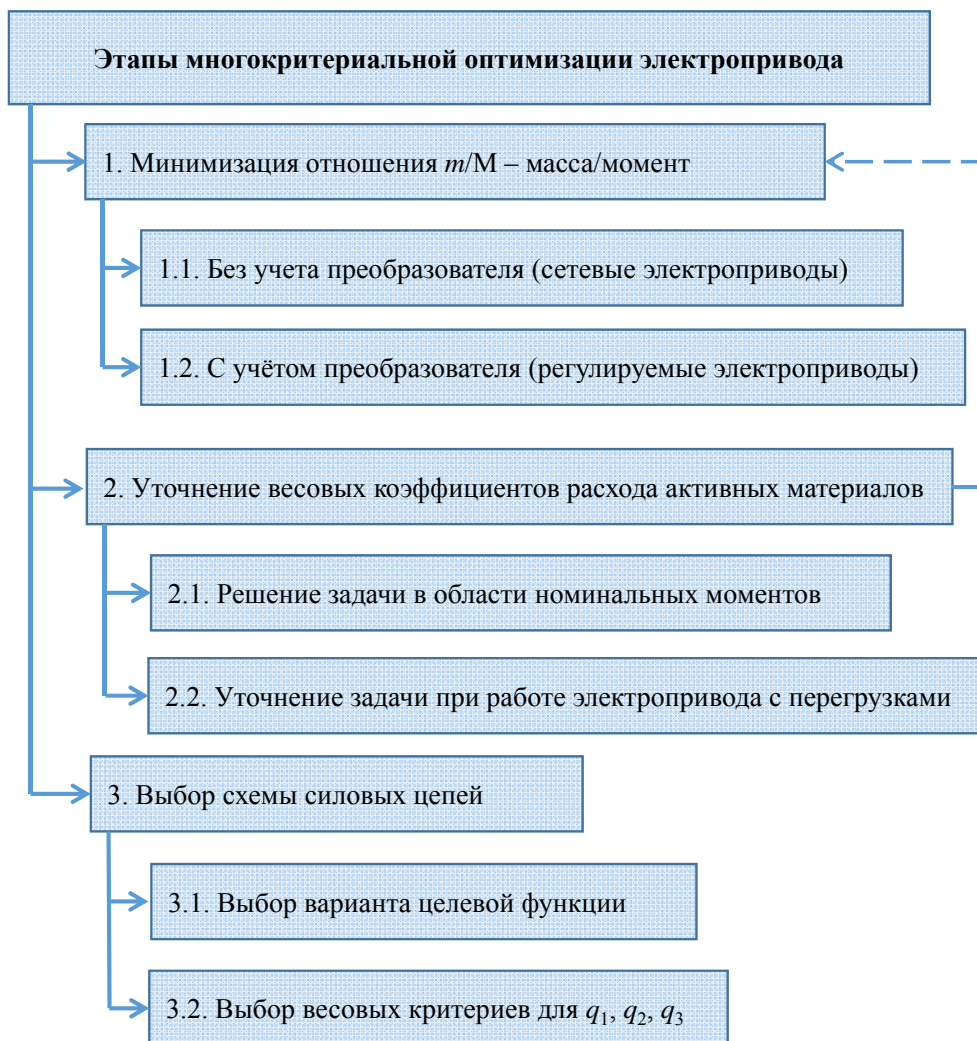 Этапы многокритериальной оптимизации электропривода
1. Минимизация отношения m/М – масса/момент
1.1. Без учета преобразователя (сетевые электроприводы)
1.2. С учётом преобразователя (регулируемые электроприводы)
2. Уточнение весовых коэффициентов расхода активных материалов
2.1. Решение задачи в области номинальных моментов
2.2. Уточнение задачи при работе электропривода с перегрузками
3. Выбор схемы силовых цепей
3.1. Выбор варианта целевой функции
3.2. Выбор весовых критериев для q₁, q₂, q₃